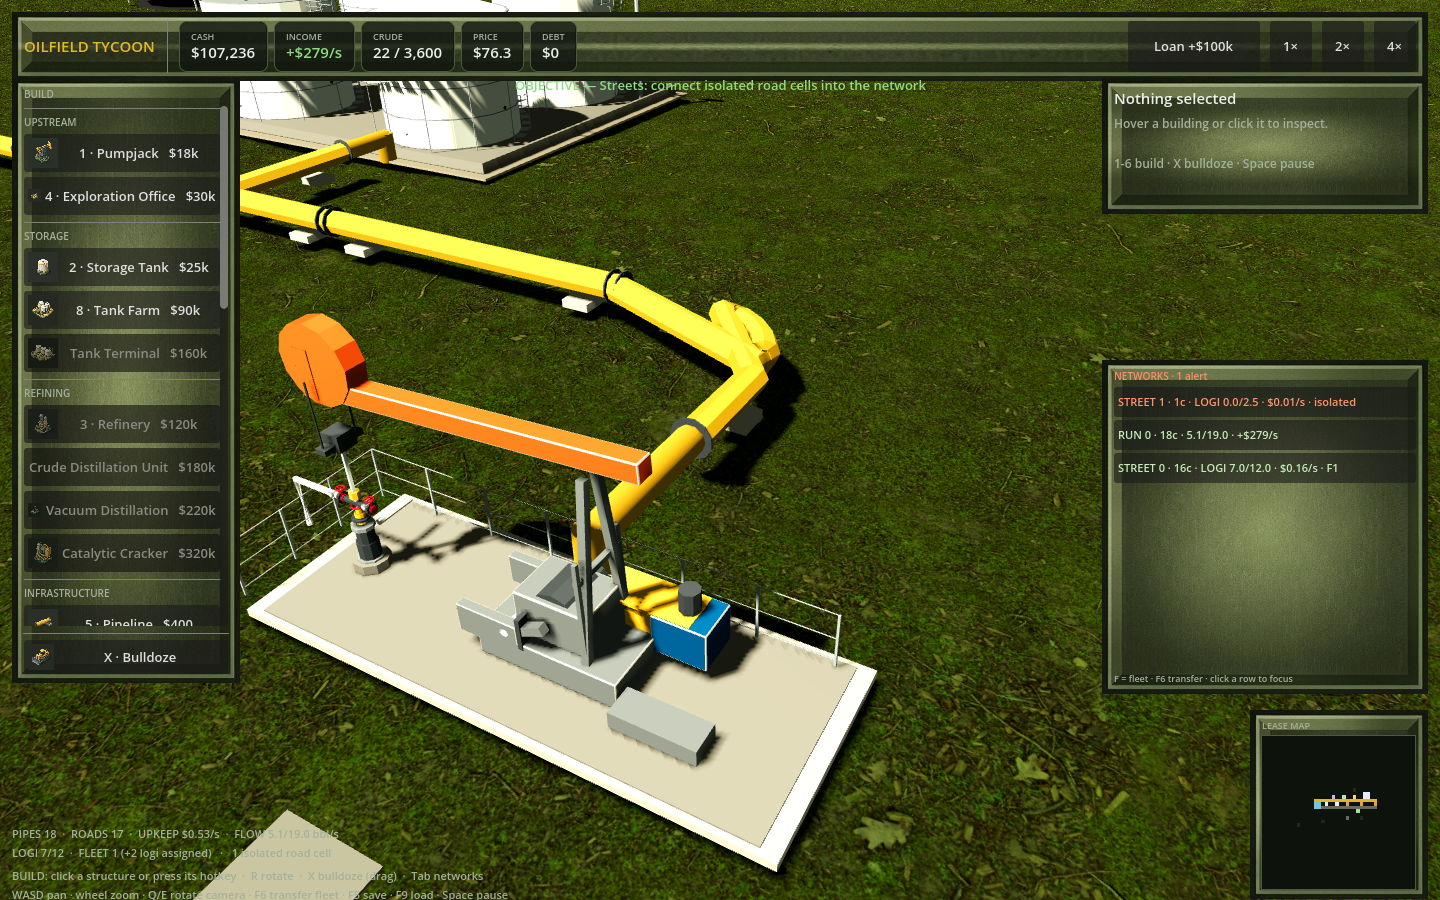 OILFIELD TYCOON
CASH
$107,236
INCOME
+$279/s
CRUDE
22 / 3,600
PRICE
$76.3
DEBT
$0
Loan +$100k
1×
2×
4×
OBJECTIVE — Streets: connect isolated road cells into the network
BUILD
UPSTREAM
1 · Pumpjack $18k
4 · Exploration Office $30k
STORAGE
2 · Storage Tank $25k
8 · Tank Farm $90k
Tank Terminal $160k
REFINING
3 · Refinery $120k
Crude Distillation Unit $180k
Vacuum Distillation $220k
Catalytic Cracker $320k
INFRASTRUCTURE
5 · Pipeline $400
X · Bulldoze
Nothing selected
Hover a building or click it to inspect.
1-6 build · X bulldoze · Space pause
NETWORKS · 1 alert
STREET 1 · 1c · LOGI 0.0/2.5 · $0.01/s · isolated
RUN 0 · 18c · 5.1/19.0 · +$279/s
STREET 0 · 16c · LOGI 7.0/12.0 · $0.16/s · F1
F = fleet · F6 transfer · click a row to focus
LEASE MAP
PIPES 18 · ROADS 17 · UPKEEP $0.53/s · FLOW 5.1/19.0 bbl/s
LOGI 7/12 · FLEET 1 (+2 logi assigned) · 1 isolated road cell
BUILD: click a structure or press its hotkey · R rotate · X bulldoze (drag) · Tab networks
WASD pan · wheel zoom · Q/E rotate camera · F6 transfer fleet · F5 save · F9 load · Space pause